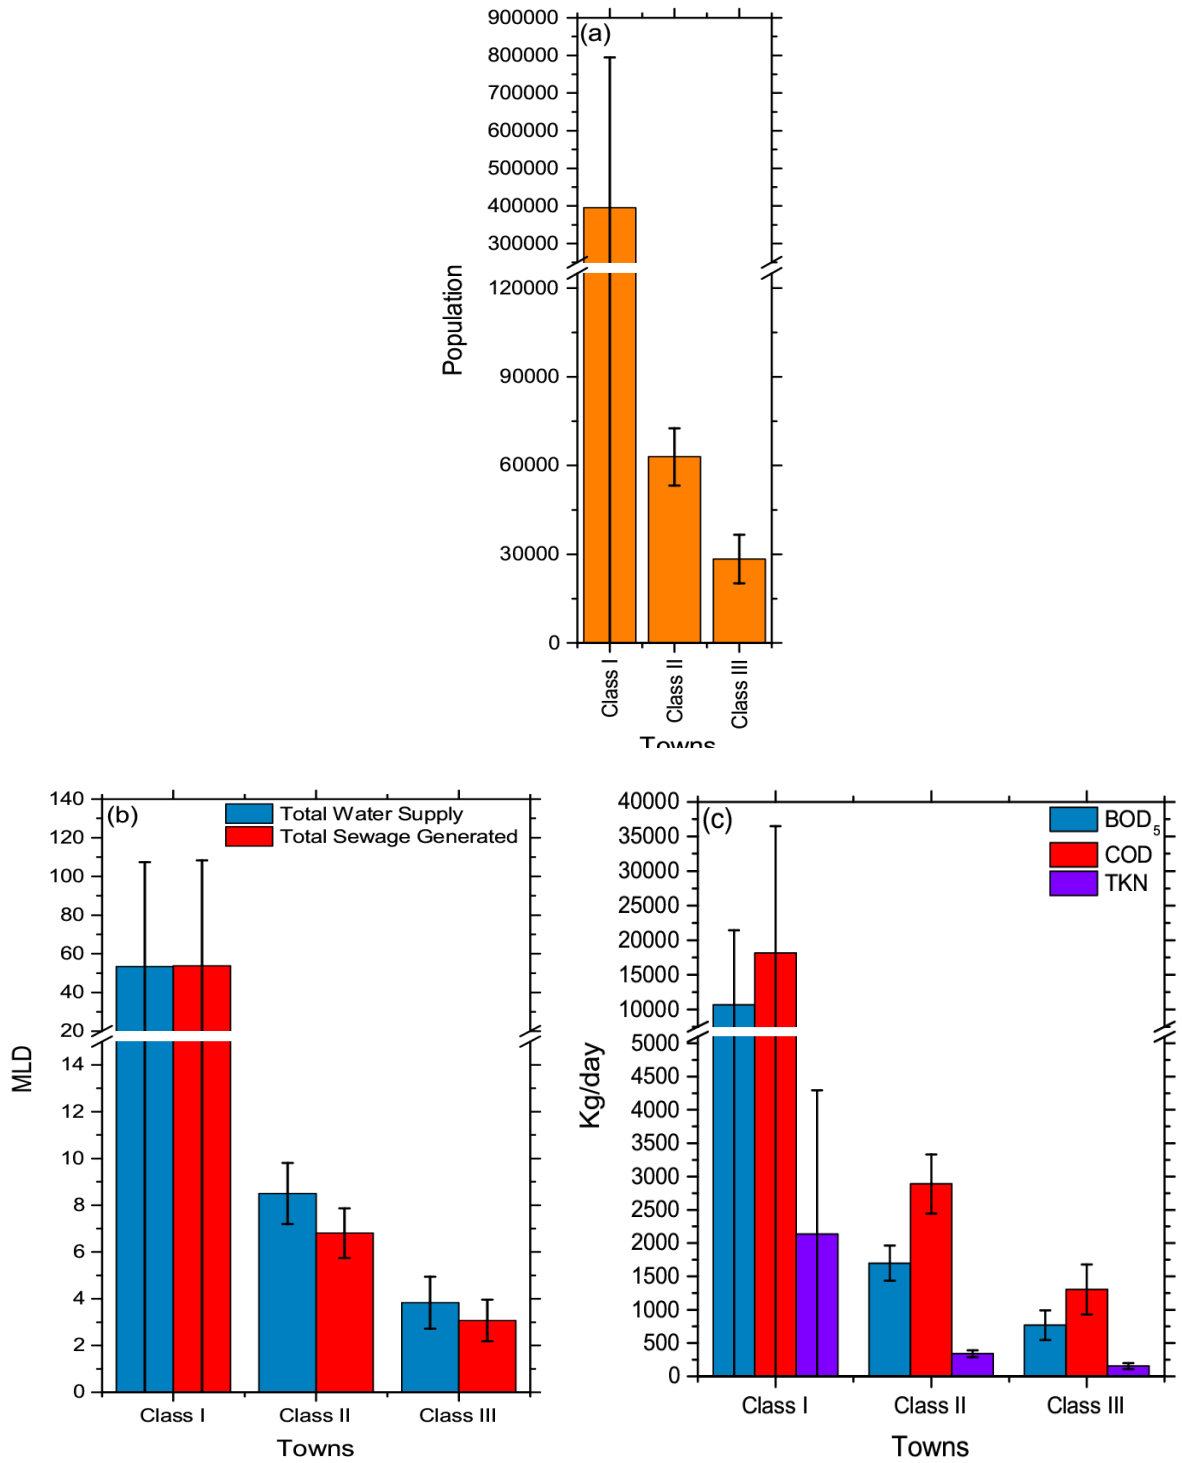 (a)
900000
800000
700000
600000
500000
400000
300000
120000
90000
60000
30000
0
Population
Class I
Class II
Class III
Towns
(b)
Total Water Supply
Total Sewage Generated
140
120
100
80
60
40
20
14
12
10
8
6
4
2
0
MLD
Class I Class II Class III
Towns
(c)
BOD5
COD
TKN
40000
35000
30000
25000
20000
15000
10000
5000
4500
4000
3500
3000
2500
2000
1500
1000
500
0
Kg/day
Class I Class II Class III
Towns